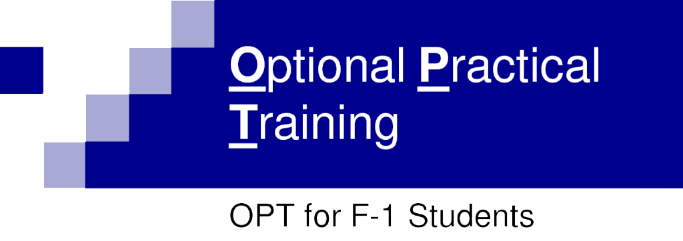 Optional Practical
Training
OPT for F-1 Students